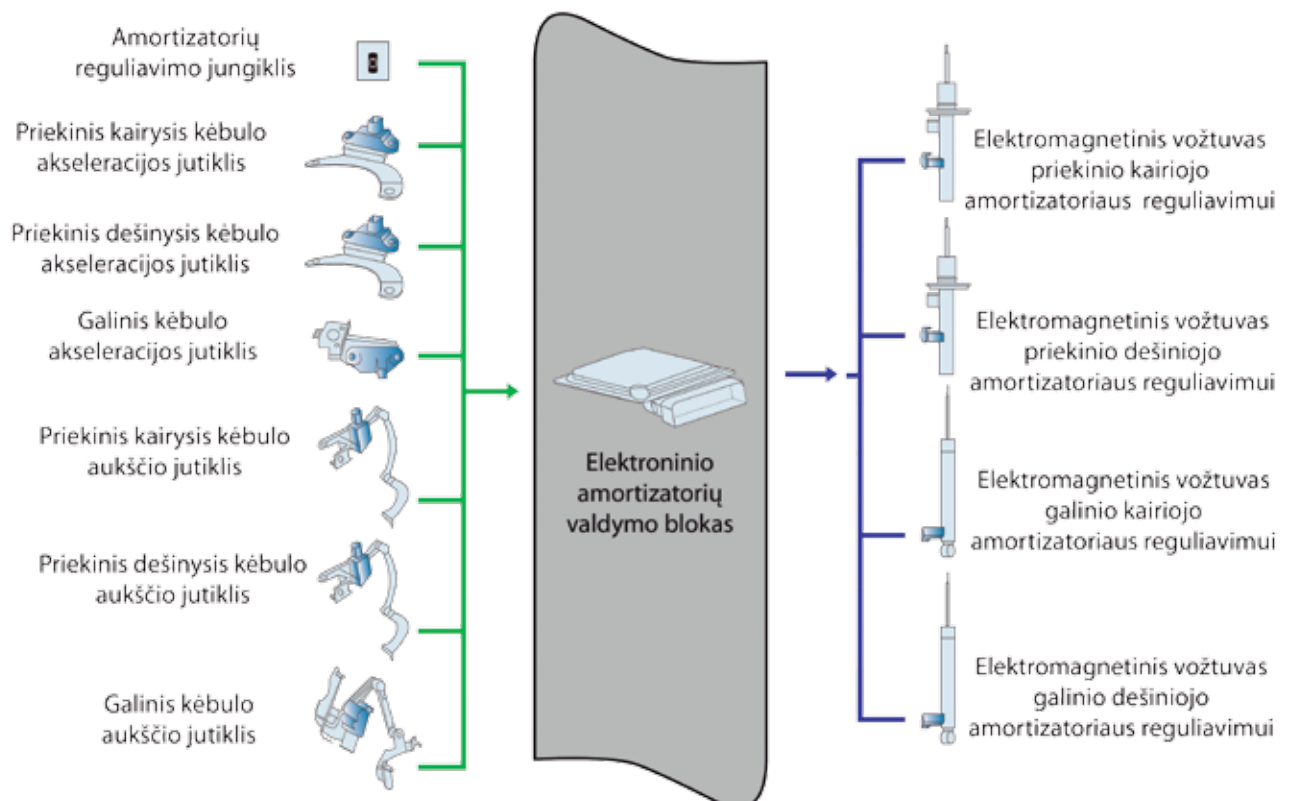 Amortizatorių
reguliavimo jungiklis
Priekinis kairysis kėbulo
akseleracijos jutiklis
Priekinis dešinysis kėbulo
akseleracijos jutiklis
Galinis kėbulo
akseleracijos jutiklis
Priekinis kairysis kėbulo
aukščio jutiklis
Priekinis dešinysis kėbulo
aukščio jutiklis
Galinis kėbulo
aukščio jutiklis
Elektroninio
amortizatorių
valdymo blokas
Elektromagnetinis vožtuvas
priekinio kairiojo
amortizatoriaus reguliavimui
Elektromagnetinis vožtuvas
priekinio dešiniojo
amortizatoriaus reguliavimui
Elektromagnetinis vožtuvas
galinio kairiojo
amortizatoriaus reguliavimui
Elektromagnetinis vožtuvas
galinio dešiniojo
amortizatoriaus reguliavimui